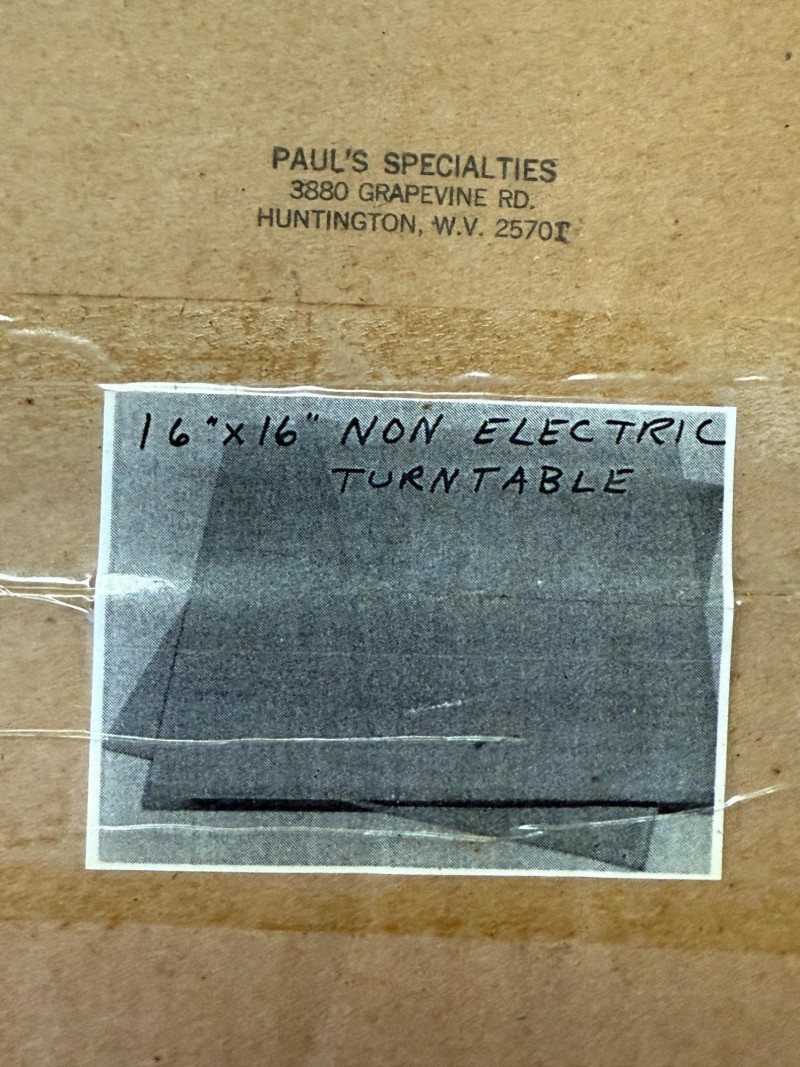 PAUL'S SPECIALTIES
3880 GRAPEVINE RD.
HUNTINGTON, W.V. 25701
16"x16" NON ELECTRIC
TURNTABLE